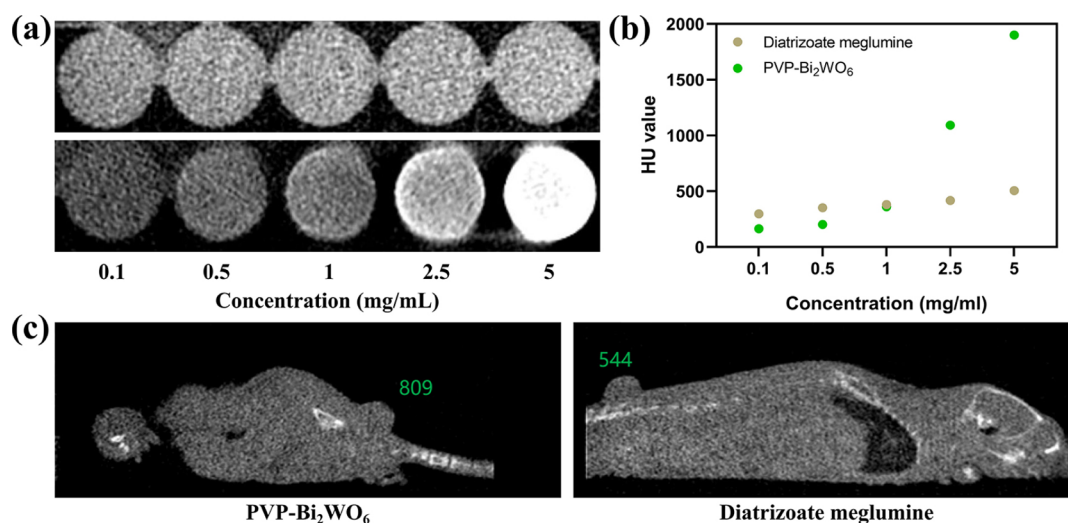 (a)
0.1 0.5 1 2.5 5
Concentration (mg/mL)
(b)
Diatrizoate meglumine
PVP-Bi₂WO₆
HU value
2000
1500
1000
500
0
0.1 0.5 1 2.5 5
Concentration (mg/ml)
(c)
809
PVP-Bi₂WO₆
544
Diatrizoate meglumine